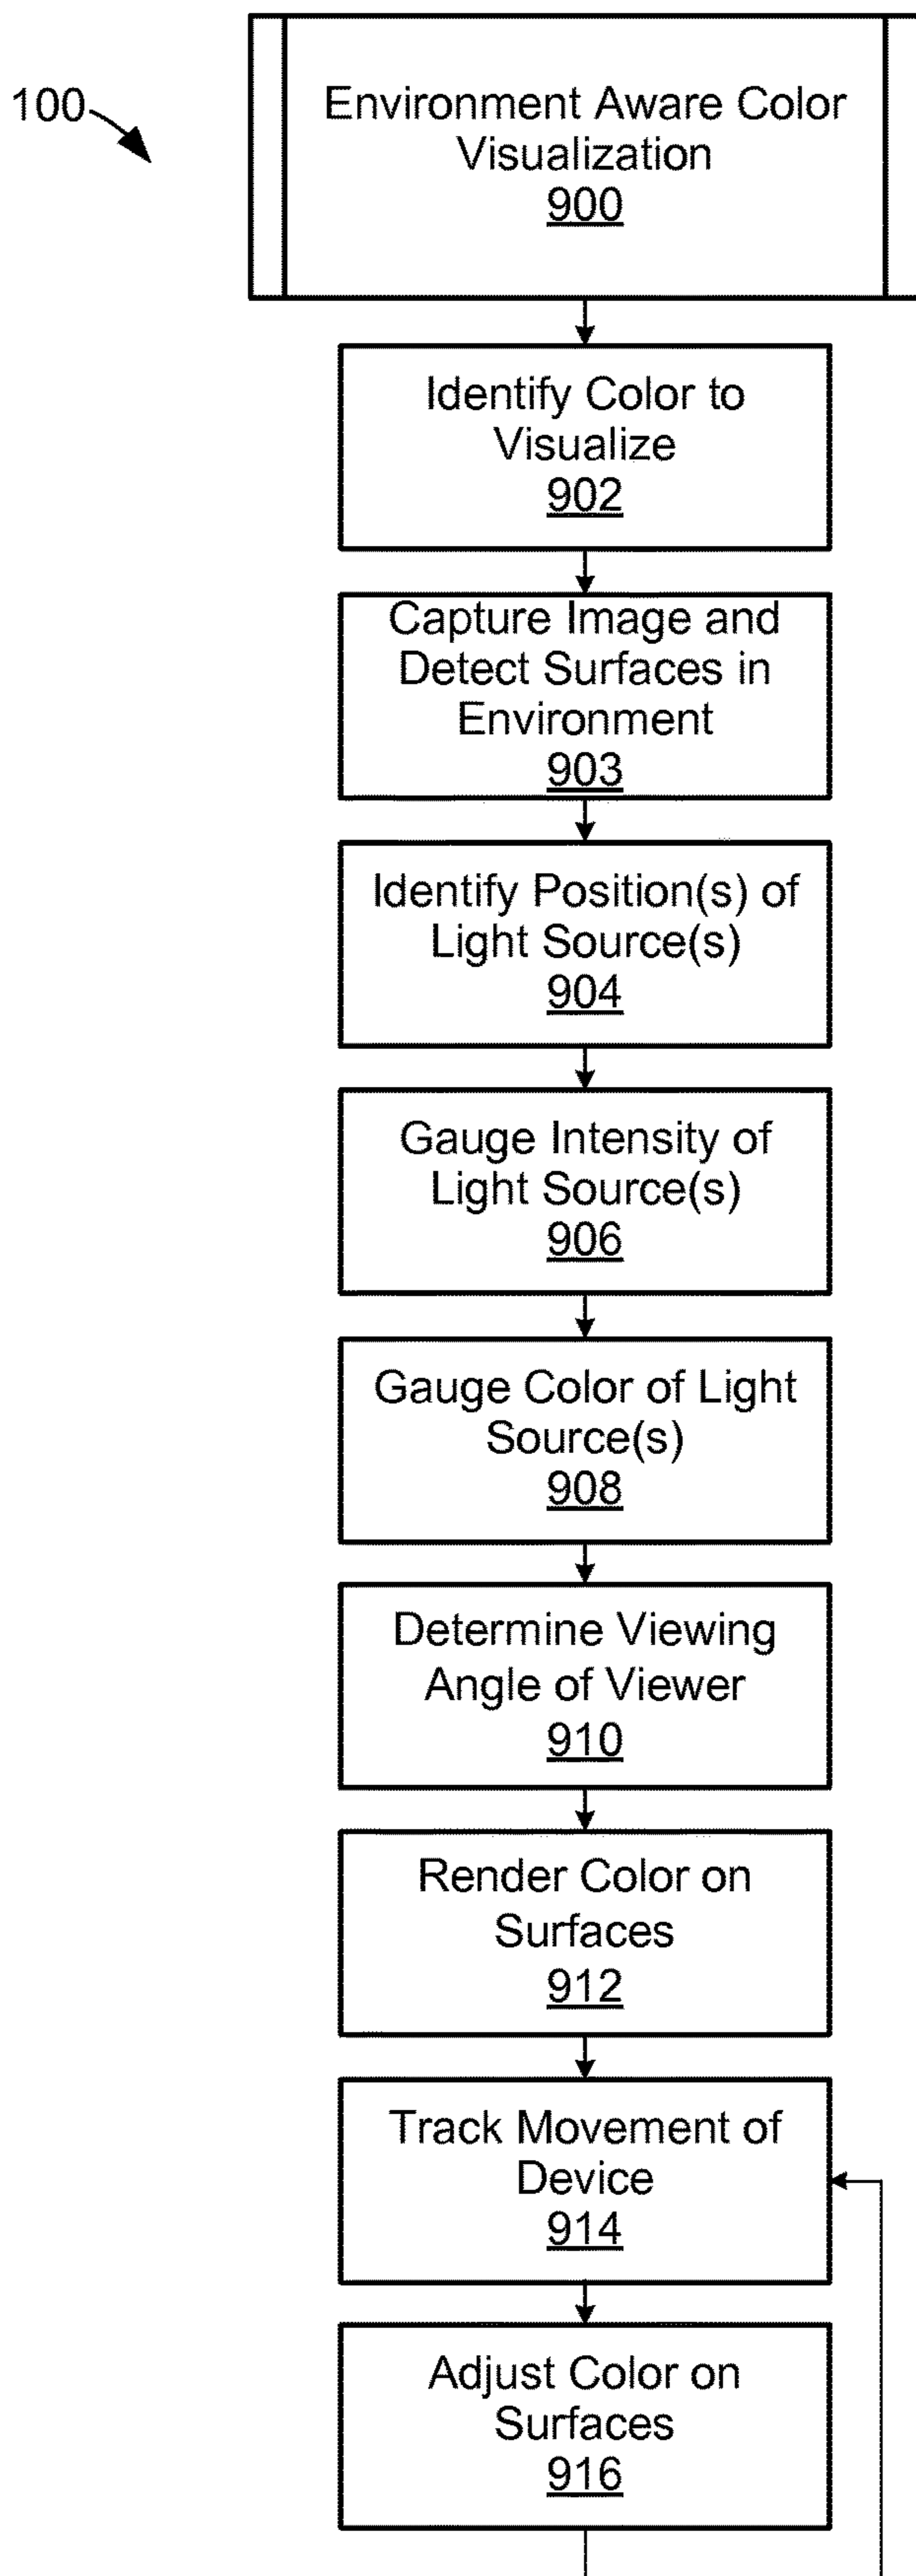 100
Environment Aware Color
Visualization
900
Identify Color to
Visualize
902
Capture Image and
Detect Surfaces in
Environment
903
Identify Position(s) of
Light Source(s)
904
Gauge Intensity of
Light Source(s)
906
Gauge Color of Light
Source(s)
908
Determine Viewing
Angle of Viewer
910
Render Color on
Surfaces
912
Track Movement of
Device
914
Adjust Color on
Surfaces
916